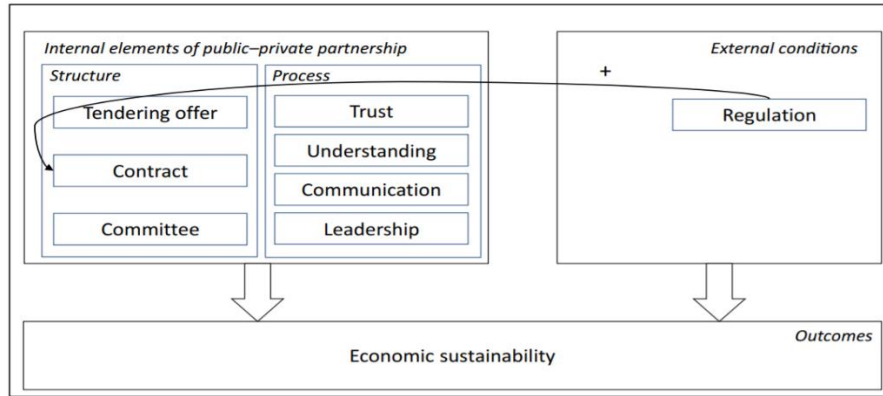 Internal elements of public–private partnership
Structure
Tendering offer
Contract
Committee
Process
Trust
Understanding
Communication
Leadership
External conditions
+
Regulation
Outcomes
Economic sustainability